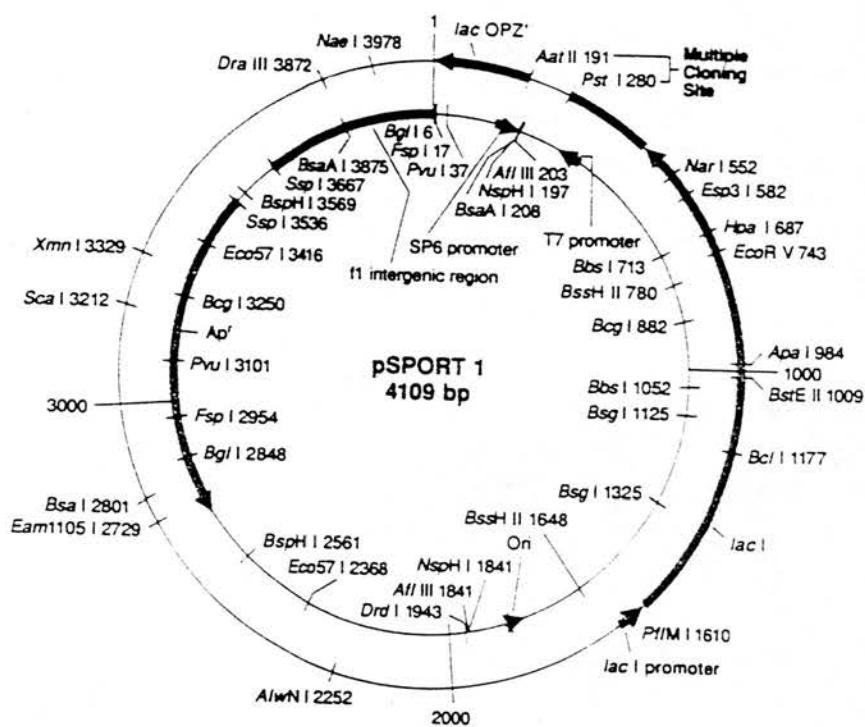 1
lac OPZ'
Nae I 3978
Dra III 3872
Aat II 191
Pst I 280
Multiple
Cloning
Site
Bgl I 6
Fsp I 17
Pvu I 37
BsaA I 3875
Ssp I 3667
BspH I 3569
Ssp I 3536
Afl III 203
NspH I 197
BsaA I 208
Nar I 552
Esp3 I 582
SP6 promoter
T7 promoter
f1 intergenic region
Hpa I 687
EcoR V 743
Xmn I 3329
Eco57 I 3416
Bbs I 713
BssH II 780
Sca I 3212
Bcg I 3250
Bcg I 882
Apr
Pvu I 3101
pSPORT 1
4109 bp
Apa I 984
1000
BstE II 1009
Bbs I 1052
Bsg I 1125
3000
Fsp I 2954
Bgl I 2848
Bcl I 1177
Bsa I 2801
Eam1105 I 2729
Bsg I 1325
BssH II 1648
Ori
lac I
BspH I 2561
Eco57 I 2368
NspH I 1841
Afl III 1841
Drd I 1943
PflM I 1610
lac I promoter
AlwN I 2252
2000